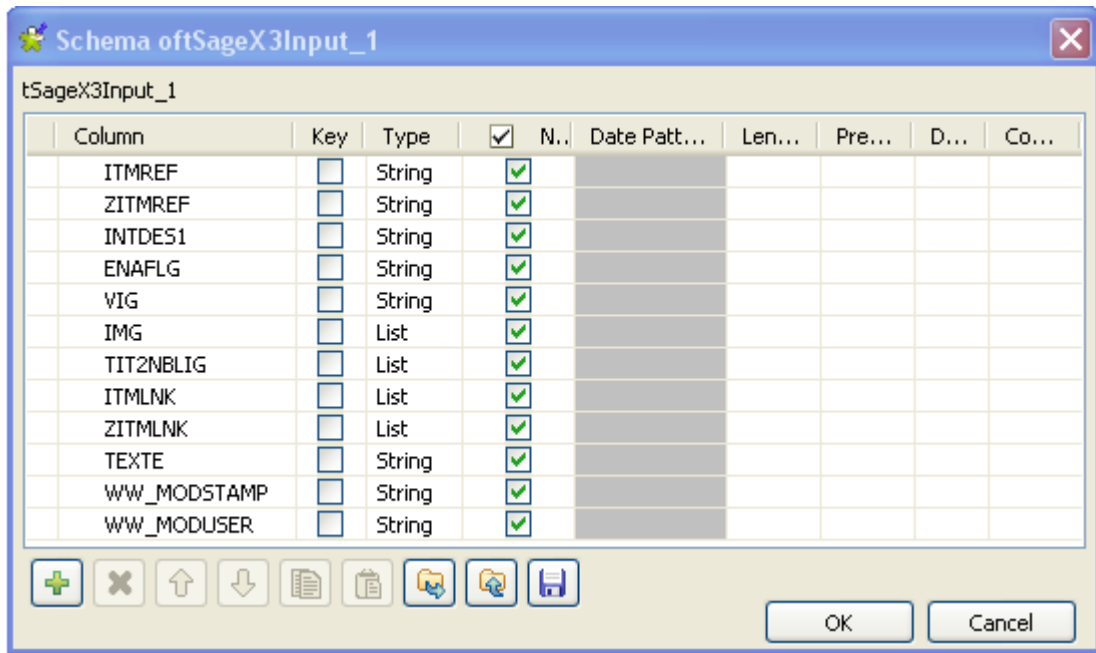 Schema oftSageX3Input_1
tSageX3Input_1
Column Key Type N.. Date Patt... Len... Pre... D... Co...
ITMREF String
ZITMREF String
INTDES1 String
ENAFLG String
VIG String
IMG List
TIT2NBLIG List
ITMLNK List
ZITMLNK List
TEXTE String
WW_MODSTAMP String
WW_MODUSER String
OK Cancel